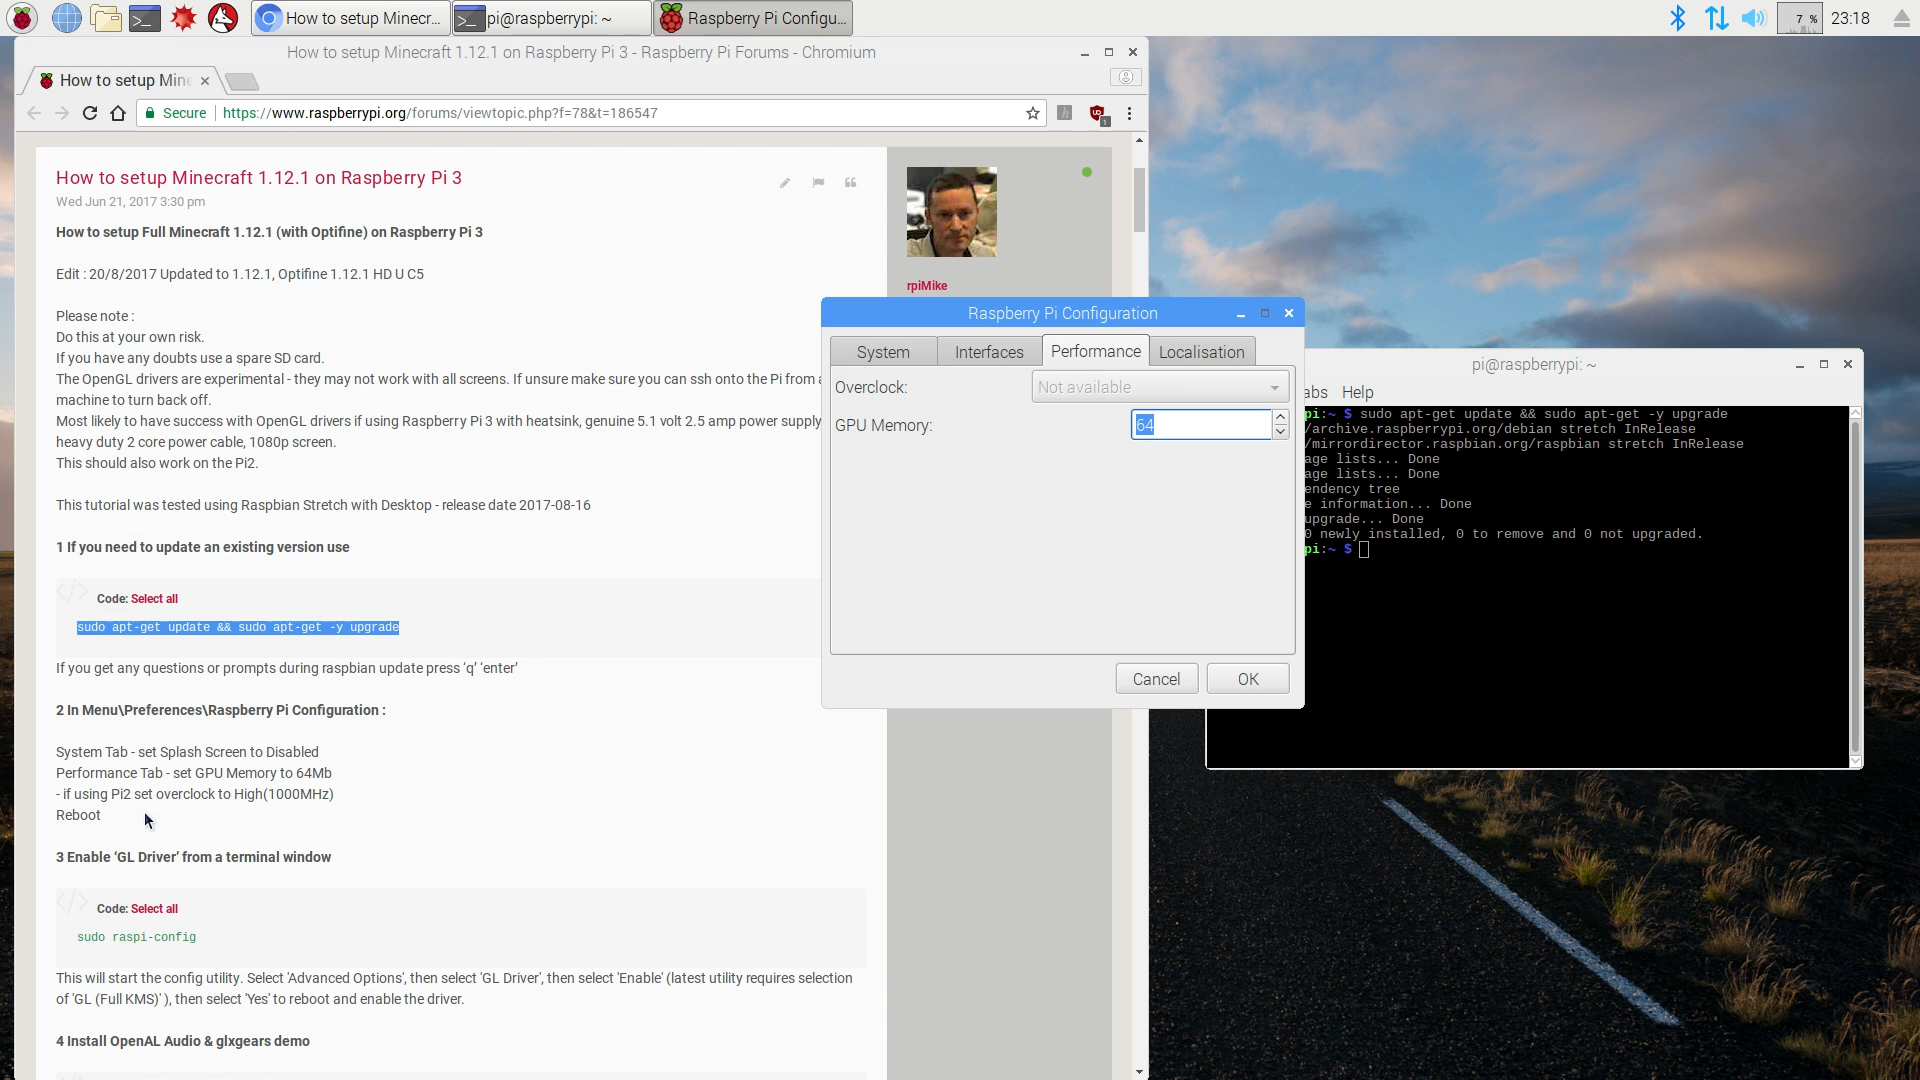 How to setup Minecr...
pi@raspberrypi: ~
Raspberry Pi Configu...
7 %
23:18
How to setup Minecraft 1.12.1 on Raspberry Pi 3 - Raspberry Pi Forums - Chromium
How to setup Mine
Secure
https://www.raspberrypi.org/forums/viewtopic.php?f=78&t=186547
How to setup Minecraft 1.12.1 on Raspberry Pi 3
Wed Jun 21, 2017 3:30 pm
How to setup Full Minecraft 1.12.1 (with Optifine) on Raspberry Pi 3
Edit : 20/8/2017 Updated to 1.12.1, Optifine 1.12.1 HD U C5
Please note :
Do this at your own risk.
If you have any doubts use a spare SD card.
The OpenGL drivers are experimental - they may not work with all screens. If unsure make sure you can ssh onto the Pi from a
machine to turn back off.
Most likely to have success with OpenGL drivers if using Raspberry Pi 3 with heatsink, genuine 5.1 volt 2.5 amp power supply
heavy duty 2 core power cable, 1080p screen.
This should also work on the Pi2.
This tutorial was tested using Raspbian Stretch with Desktop - release date 2017-08-16
1 If you need to update an existing version use
Code: Select all
sudo apt-get update && sudo apt-get -y upgrade
If you get any questions or prompts during raspbian update press ‘q’ ‘enter’
2 In Menu\Preferences\Raspberry Pi Configuration :
System Tab - set Splash Screen to Disabled
Performance Tab - set GPU Memory to 64Mb
- if using Pi2 set overclock to High(1000MHz)
Reboot
3 Enable ‘GL Driver’ from a terminal window
Code: Select all
sudo raspi-config
This will start the config utility. Select 'Advanced Options', then select 'GL Driver', then select 'Enable' (latest utility requires selection
of 'GL (Full KMS)' ), then select 'Yes' to reboot and enable the driver.
4 Install OpenAL Audio & glxgears demo
rpiMike
Raspberry Pi Configuration
System
Interfaces
Performance
Localisation
Overclock:
Not available
GPU Memory:
64
Cancel
OK
pi@raspberrypi: ~
abs Help
pi:~ $ sudo apt-get update && sudo apt-get -y upgrade
/archive.raspberrypi.org/debian stretch InRelease
/mirrordirector.raspbian.org/raspbian stretch InRelease
age lists... Done
age lists... Done
endency tree
e information... Done
upgrade... Done
0 newly installed, 0 to remove and 0 not upgraded.
pi:~ $